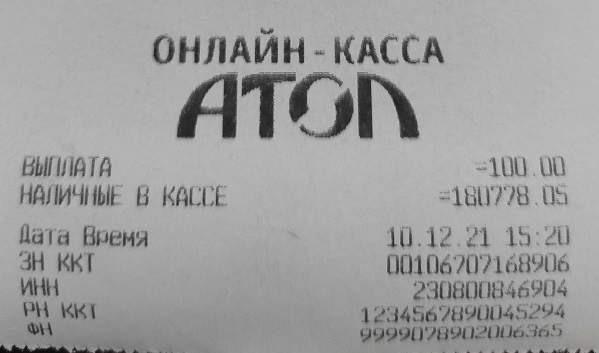 ОНЛАЙН-КАССА
АТОЛ
ВЫПЛАТА =100.00
НАЛИЧНЫЕ В КАССЕ =180778.05
Дата Время 10.12.21 15:20
ЗН ККТ 00106707168906
ИНН 230800846904
РН ККТ 1234567890045294
ФН 9999078902006365